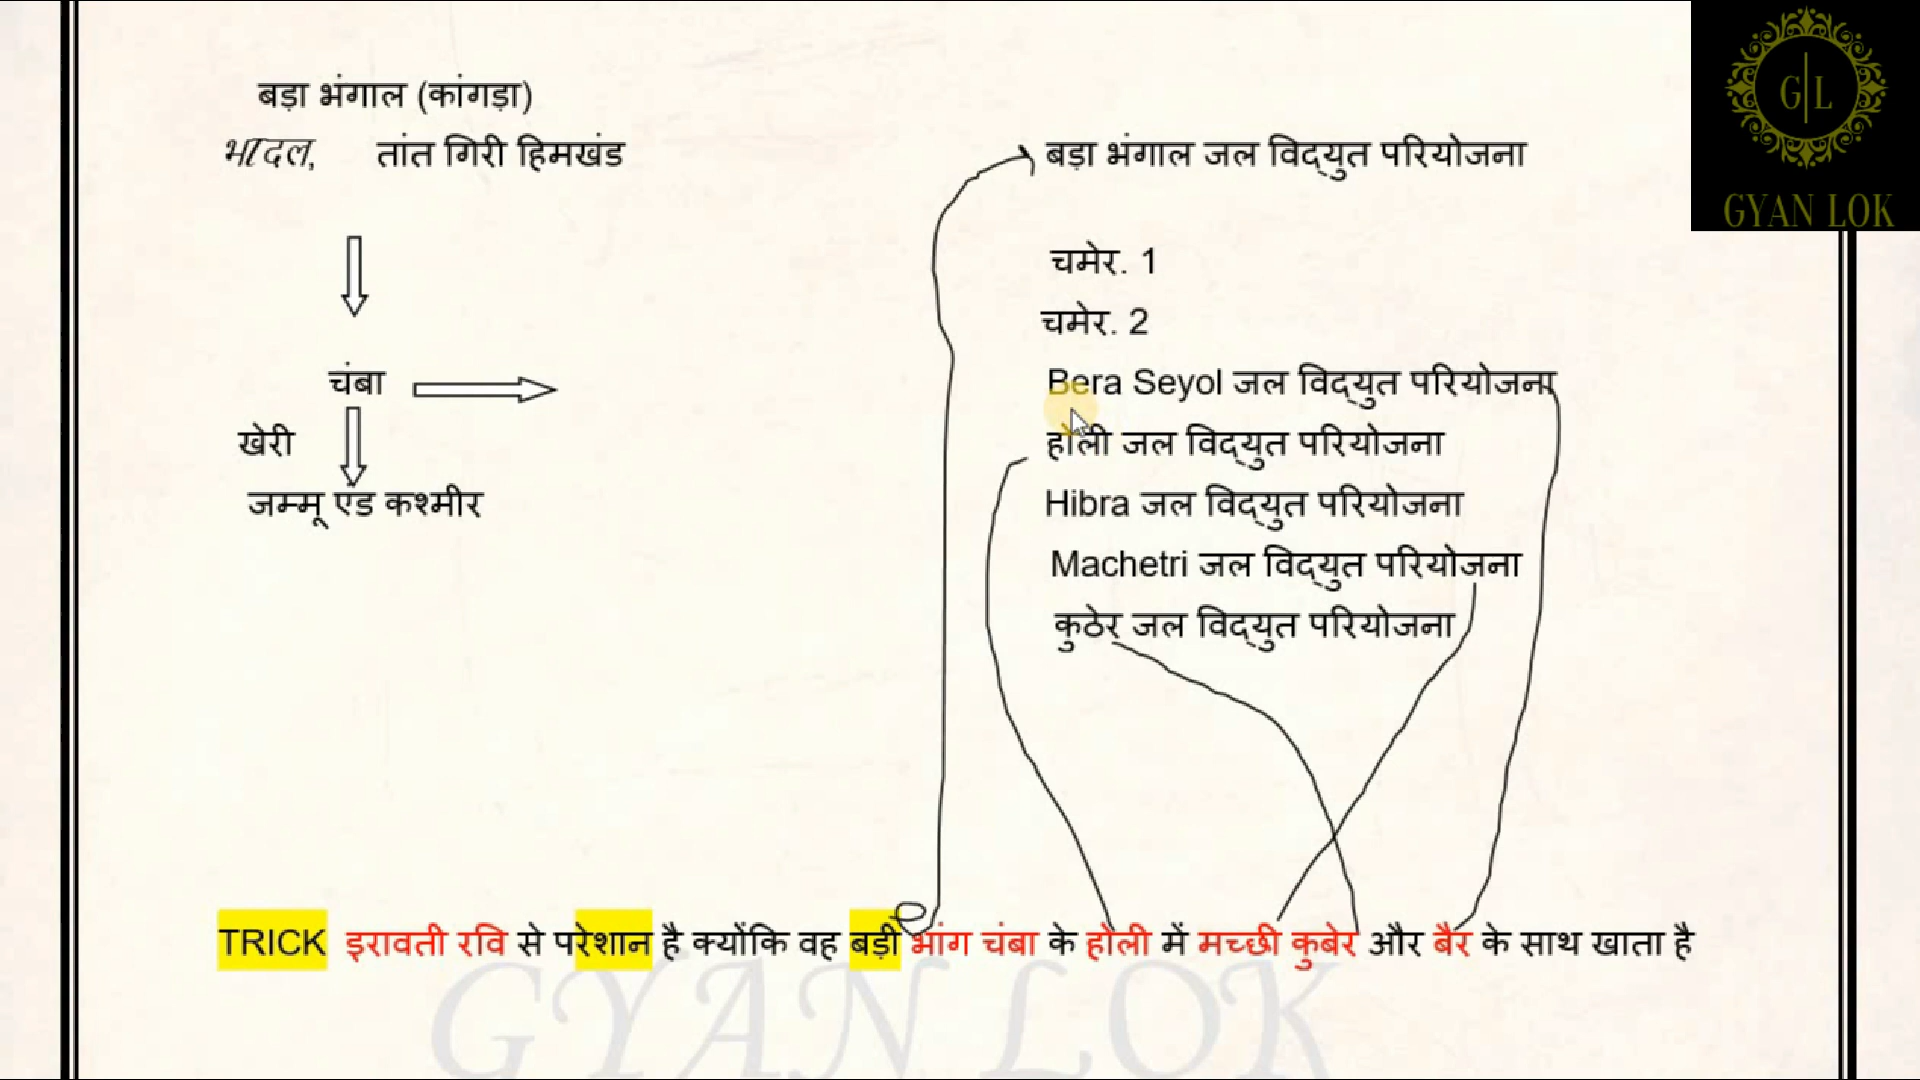 बड़ा भंगाल (कांगड़ा)
भादल, तांत गिरी हिमखंड
चंबा
खेरी
जम्मू एंड कश्मीर
बड़ा भंगाल जल विद्युत परियोजना
चमेर. 1
चमेर. 2
Bera Seyol जल विद्युत परियोजना
होली जल विद्युत परियोजना
Hibra जल विद्युत परियोजना
Machetri जल विद्युत परियोजना
कुठेर जल विद्युत परियोजना
TRICK इरावती रवि से परेशान है क्योंकि वह बड़ी भांग चंबा के होली में मच्छी कुबेर और बैर के साथ खाता है
G|L
GYAN LOK
GYAN LOK